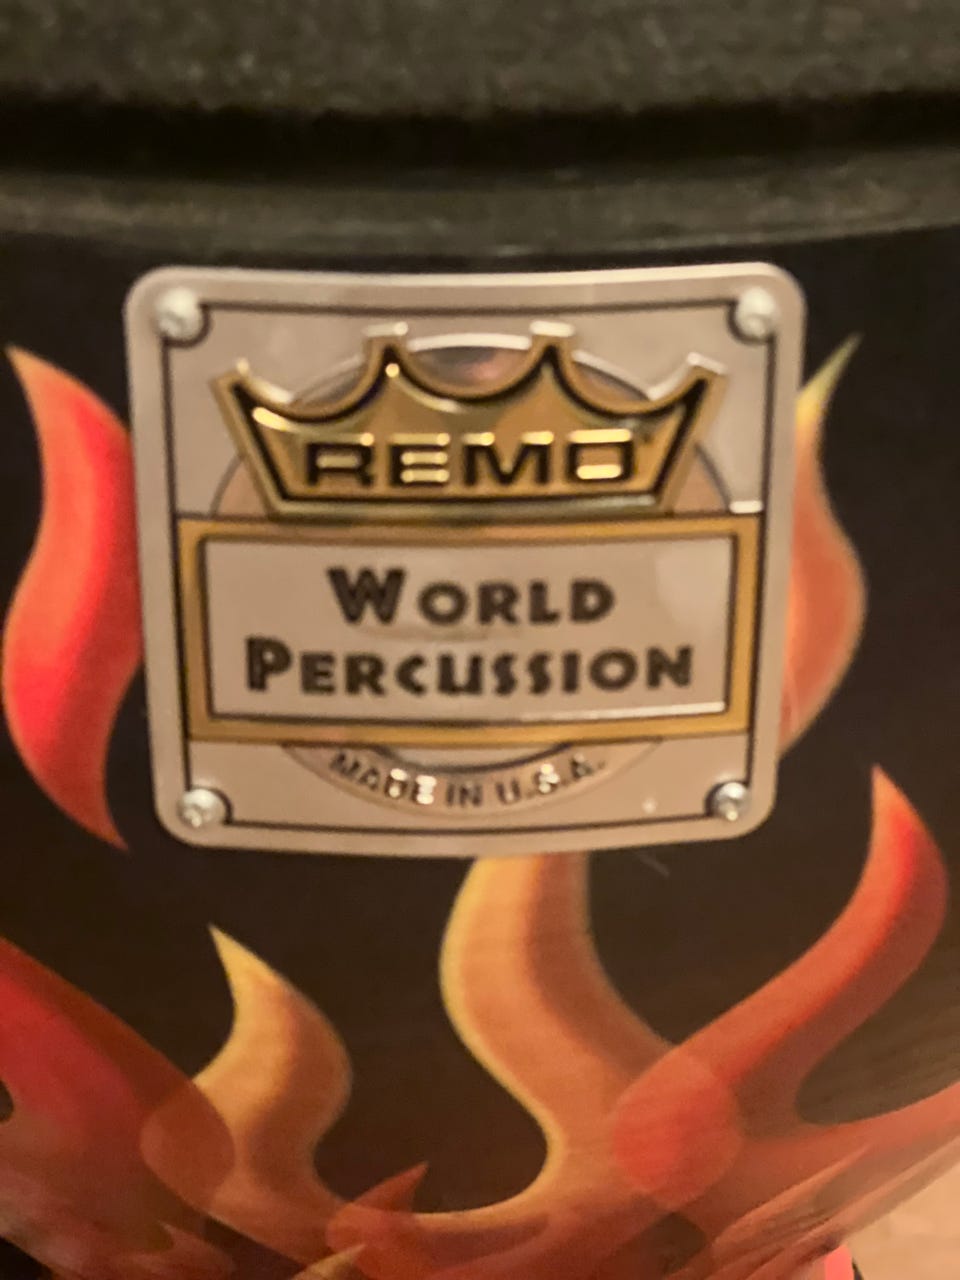 REMO
WORLD
PERCUSSION
MADE IN U.S.A.